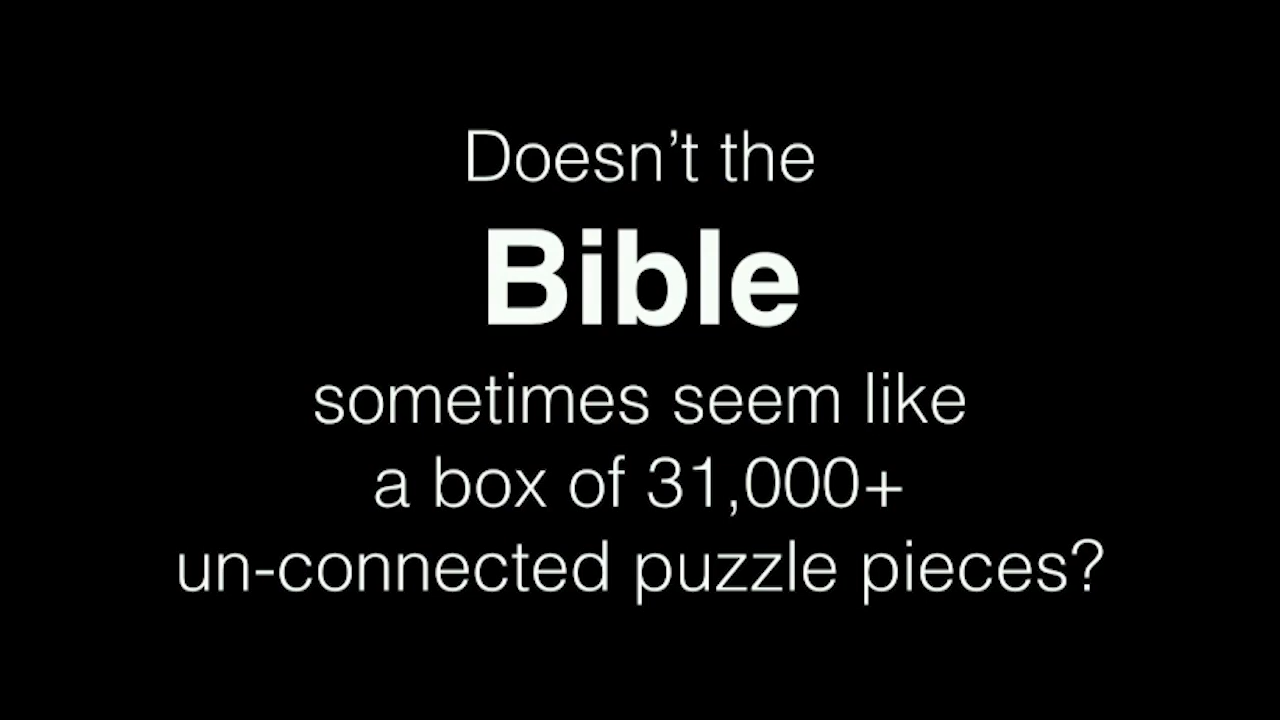 Doesn’t the
Bible
sometimes seem like
a box of 31,000+
un-connected puzzle pieces?